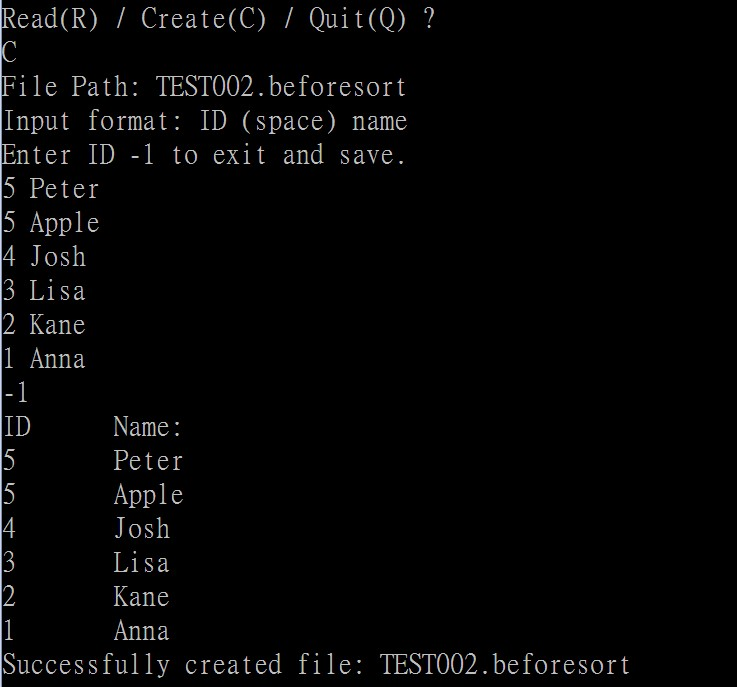 Read(R) / Create(C) / Quit(Q) ?
C
File Path: TEST002.beforesort
Input format: ID (space) name
Enter ID -1 to exit and save.
5 Peter
5 Apple
4 Josh
3 Lisa
2 Kane
1 Anna
-1
ID Name:
5 Peter
5 Apple
4 Josh
3 Lisa
2 Kane
1 Anna
Successfully created file: TEST002.beforesort